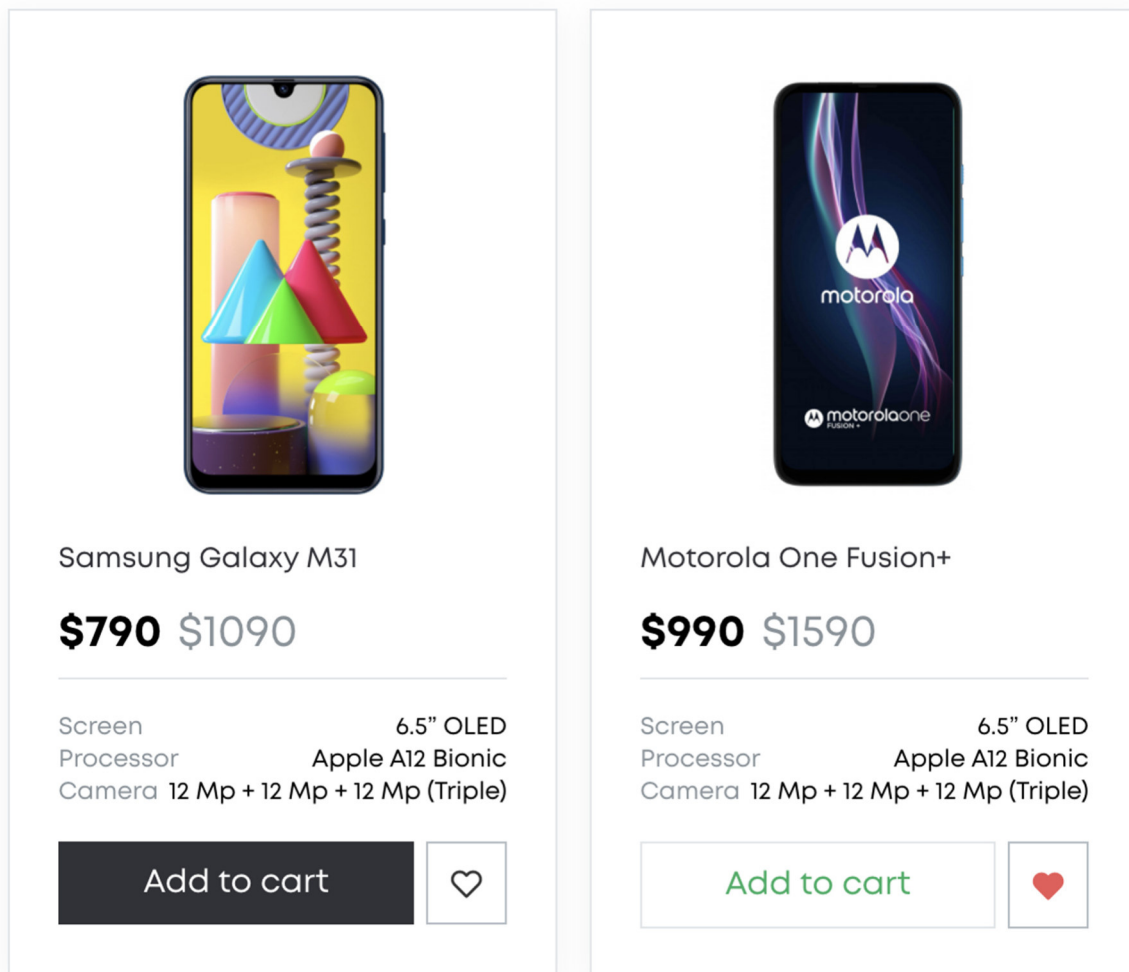 motorola
motorolaone
FUSION +
Samsung Galaxy M31
$790 $1090
Screen 6.5” OLED
Processor Apple A12 Bionic
Camera 12 Mp + 12 Mp + 12 Mp (Triple)
Add to cart
Motorola One Fusion+
$990 $1590
Screen 6.5” OLED
Processor Apple A12 Bionic
Camera 12 Mp + 12 Mp + 12 Mp (Triple)
Add to cart